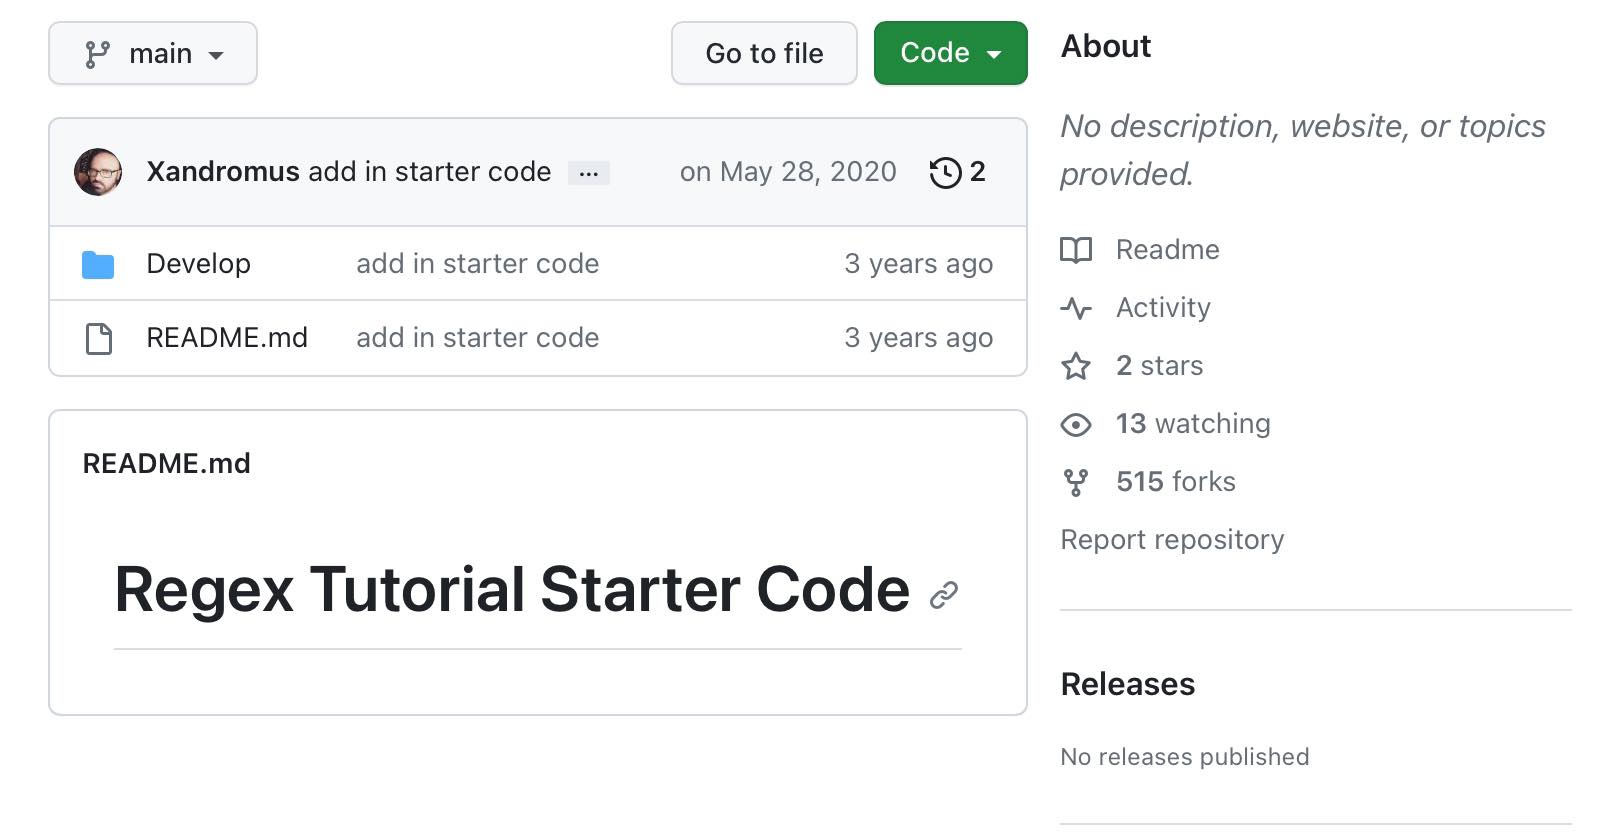 main
Go to file
Code
Xandromus add in starter code ... on May 28, 2020 2
Develop add in starter code 3 years ago
README.md add in starter code 3 years ago
README.md
Regex Tutorial Starter Code
About
No description, website, or topics
provided.
Readme
Activity
2 stars
13 watching
515 forks
Report repository
Releases
No releases published